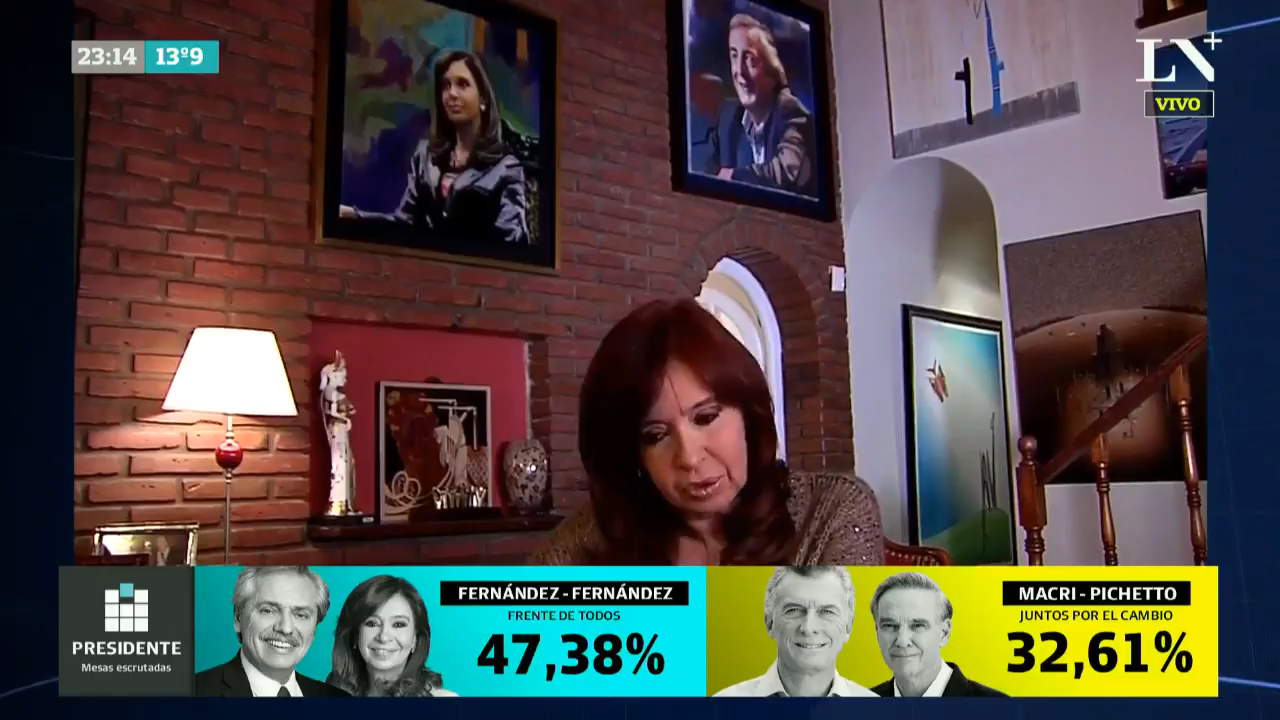 23:14 13º9
LN+
VIVO
PRESIDENTE
Mesas escrutadas
FERNÁNDEZ - FERNÁNDEZ
FRENTE DE TODOS
47,38%
MACRI - PICHETTO
JUNTOS POR EL CAMBIO
32,61%